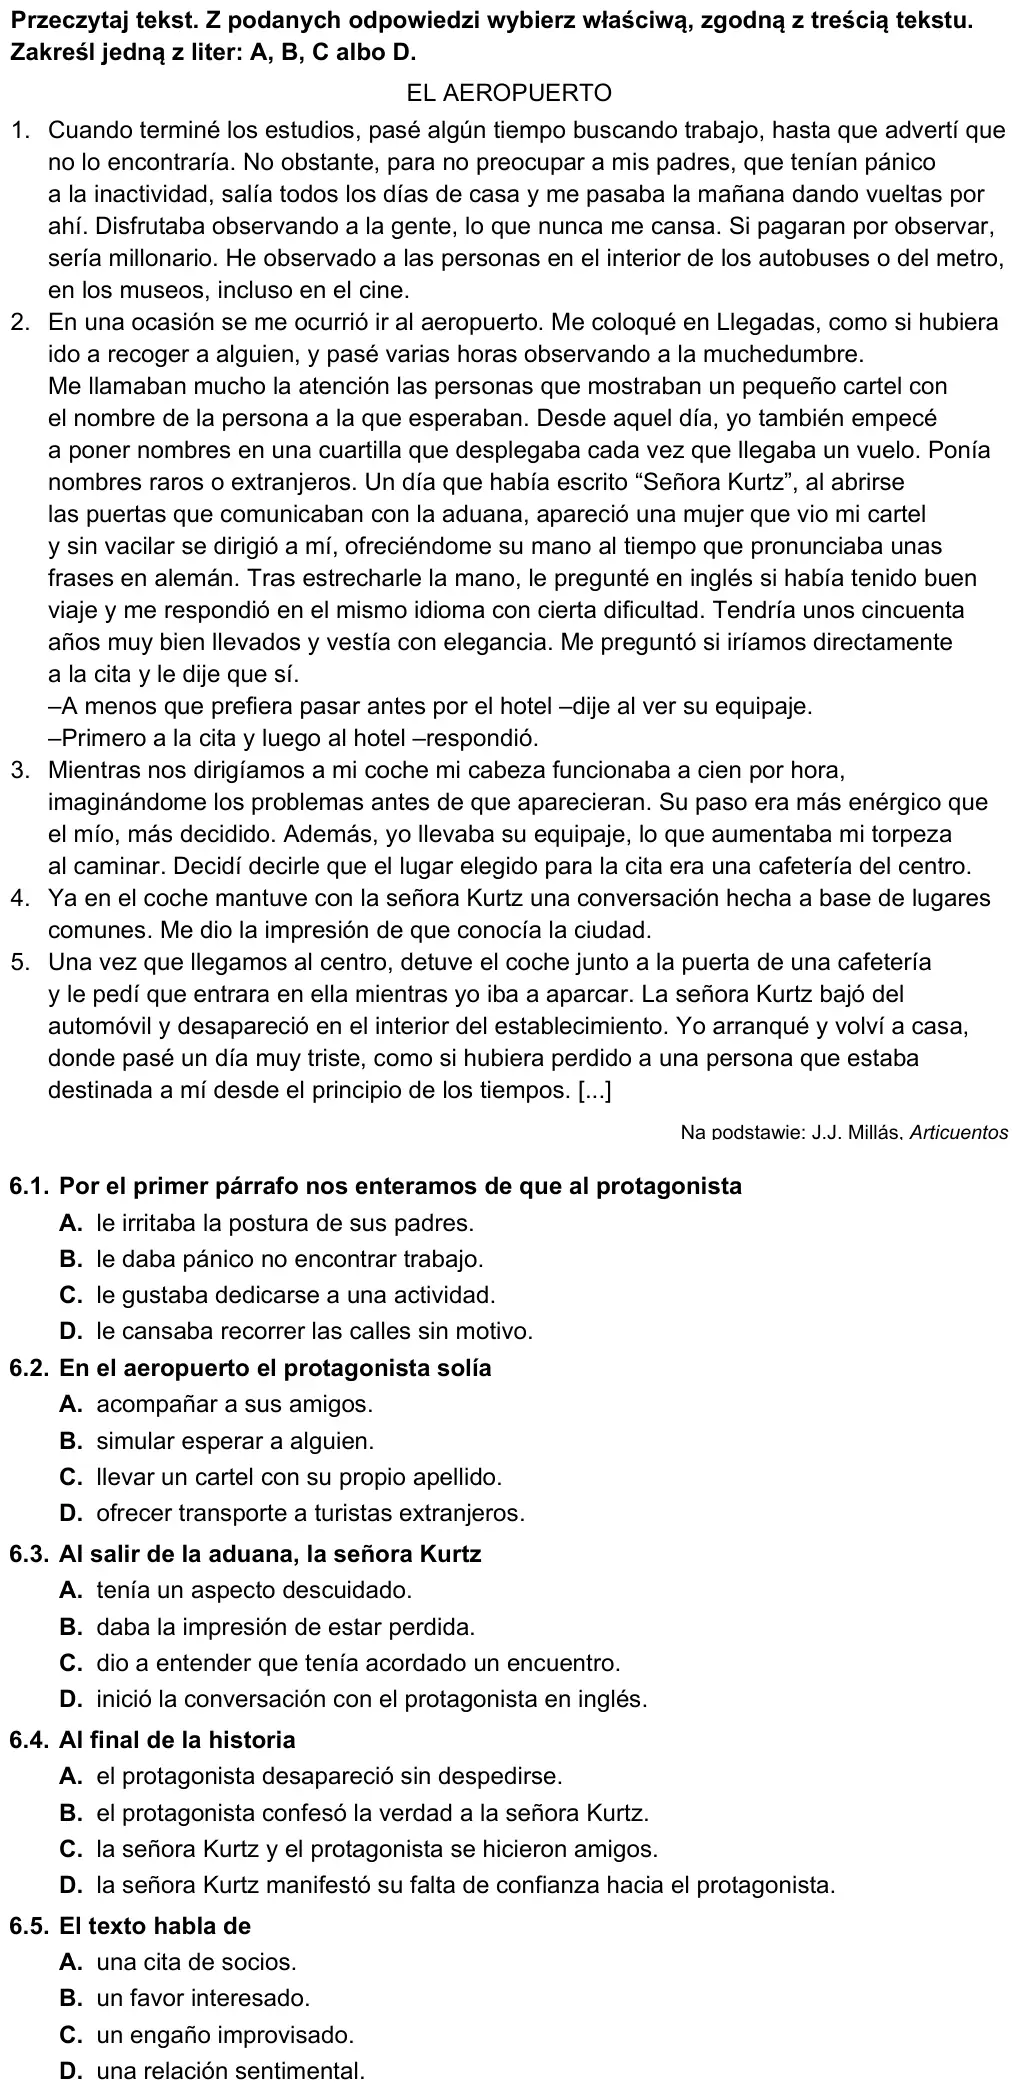 Przeczytaj tekst. Z podanych odpowiedzi wybierz właściwą, zgodną z treścią tekstu.
Zakreśl jedną z liter: A, B, C albo D.
EL AEROPUERTO
1. Cuando terminé los estudios, pasé algún tiempo buscando trabajo, hasta que advertí que
no lo encontraría. No obstante, para no preocupar a mis padres, que tenían pánico
a la inactividad, salía todos los días de casa y me pasaba la mañana dando vueltas por
ahí. Disfrutaba observando a la gente, lo que nunca me cansa. Si pagaran por observar,
sería millonario. He observado a las personas en el interior de los autobuses o del metro,
en los museos, incluso en el cine.
2. En una ocasión se me ocurrió ir al aeropuerto. Me coloqué en Llegadas, como si hubiera
ido a recoger a alguien, y pasé varias horas observando a la muchedumbre.
Me llamaban mucho la atención las personas que mostraban un pequeño cartel con
el nombre de la persona a la que esperaban. Desde aquel día, yo también empecé
a poner nombres en una cuartilla que desplegaba cada vez que llegaba un vuelo. Ponía
nombres raros o extranjeros. Un día que había escrito “Señora Kurtz”, al abrirse
las puertas que comunicaban con la aduana, apareció una mujer que vio mi cartel
y sin vacilar se dirigió a mí, ofreciéndome su mano al tiempo que pronunciaba unas
frases en alemán. Tras estrecharle la mano, le pregunté en inglés si había tenido buen
viaje y me respondió en el mismo idioma con cierta dificultad. Tendría unos cincuenta
años muy bien llevados y vestía con elegancia. Me preguntó si iríamos directamente
a la cita y le dije que sí.
–A menos que prefiera pasar antes por el hotel –dije al ver su equipaje.
–Primero a la cita y luego al hotel –respondió.
3. Mientras nos dirigíamos a mi coche mi cabeza funcionaba a cien por hora,
imaginándome los problemas antes de que aparecieran. Su paso era más enérgico que
el mío, más decidido. Además, yo llevaba su equipaje, lo que aumentaba mi torpeza
al caminar. Decidí decirle que el lugar elegido para la cita era una cafetería del centro.
4. Ya en el coche mantuve con la señora Kurtz una conversación hecha a base de lugares
comunes. Me dio la impresión de que conocía la ciudad.
5. Una vez que llegamos al centro, detuve el coche junto a la puerta de una cafetería
y le pedí que entrara en ella mientras yo iba a aparcar. La señora Kurtz bajó del
automóvil y desapareció en el interior del establecimiento. Yo arranqué y volví a casa,
donde pasé un día muy triste, como si hubiera perdido a una persona que estaba
destinada a mí desde el principio de los tiempos. [...]
Na podstawie: J.J. Millás, Articuentos
6.1. Por el primer párrafo nos enteramos de que al protagonista
A. le irritaba la postura de sus padres.
B. le daba pánico no encontrar trabajo.
C. le gustaba dedicarse a una actividad.
D. le cansaba recorrer las calles sin motivo.
6.2. En el aeropuerto el protagonista solía
A. acompañar a sus amigos.
B. simular esperar a alguien.
C. llevar un cartel con su propio apellido.
D. ofrecer transporte a turistas extranjeros.
6.3. Al salir de la aduana, la señora Kurtz
A. tenía un aspecto descuidado.
B. daba la impresión de estar perdida.
C. dio a entender que tenía acordado un encuentro.
D. inició la conversación con el protagonista en inglés.
6.4. Al final de la historia
A. el protagonista desapareció sin despedirse.
B. el protagonista confesó la verdad a la señora Kurtz.
C. la señora Kurtz y el protagonista se hicieron amigos.
D. la señora Kurtz manifestó su falta de confianza hacia el protagonista.
6.5. El texto habla de
A. una cita de socios.
B. un favor interesado.
C. un engaño improvisado.
D. una relación sentimental.